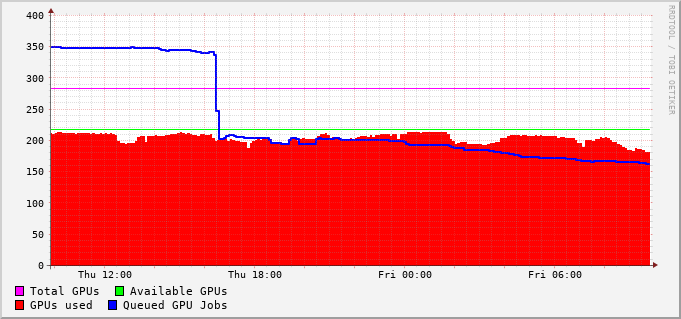 400
350
300
250
200
150
100
50
0
Thu 12:00 Thu 18:00 Fri 00:00 Fri 06:00
Total GPUs Available GPUs
GPUs used Queued GPU Jobs
RRDTOOL / TOBI OETIKER